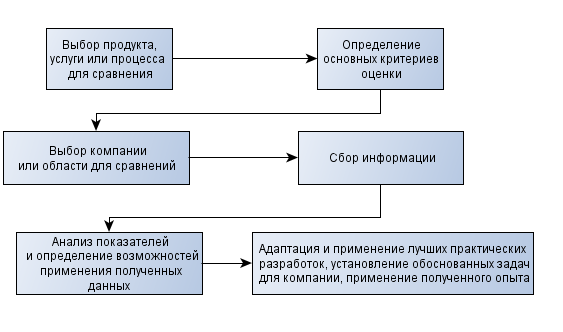 Выбор продукта,
услуги или процесса
для сравнения
Определение
основных критериев
оценки
Выбор компании
или области для сравнений
Сбор информации
Анализ показателей
и определение возможностей
применения полученных
данных
Адаптация и применение лучших практических
разработок, установление обоснованных задач
для компании, применение полученного опыта